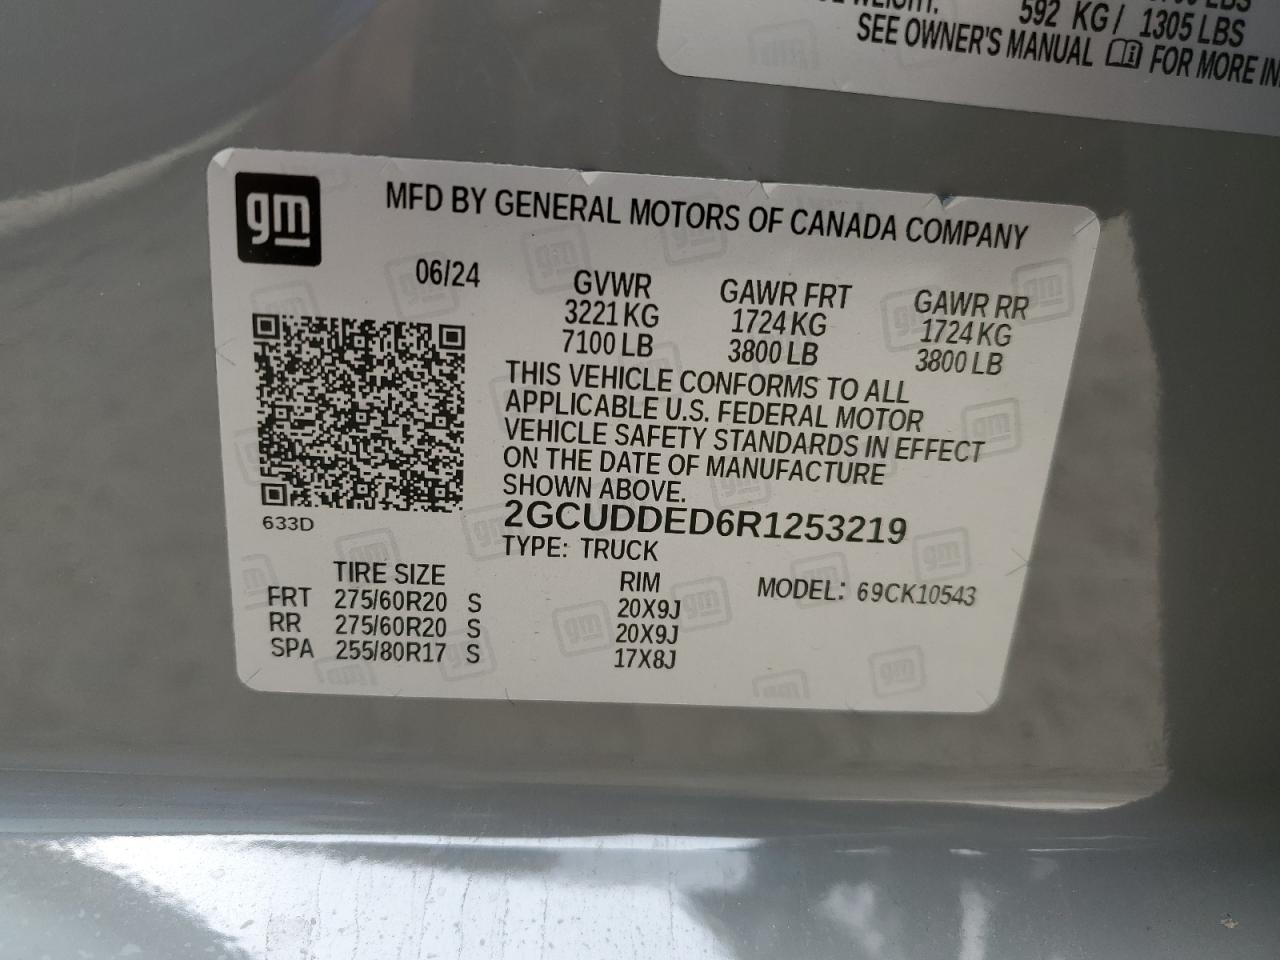 592 KG / 1305 LBS
SEE OWNER'S MANUAL FOR MORE IN
gm
MFD BY GENERAL MOTORS OF CANADA COMPANY
06/24 GVWR GAWR FRT GAWR RR
3221 KG 1724 KG 1724 KG
7100 LB 3800 LB 3800 LB
THIS VEHICLE CONFORMS TO ALL
APPLICABLE U.S. FEDERAL MOTOR
VEHICLE SAFETY STANDARDS IN EFFECT
ON THE DATE OF MANUFACTURE
SHOWN ABOVE.
633D
2GCUDDED6R1253219
TYPE: TRUCK
TIRE SIZE RIM MODEL: 69CK10543
FRT 275/60R20 S 20X9J
RR 275/60R20 S 20X9J
SPA 255/80R17 S 17X8J